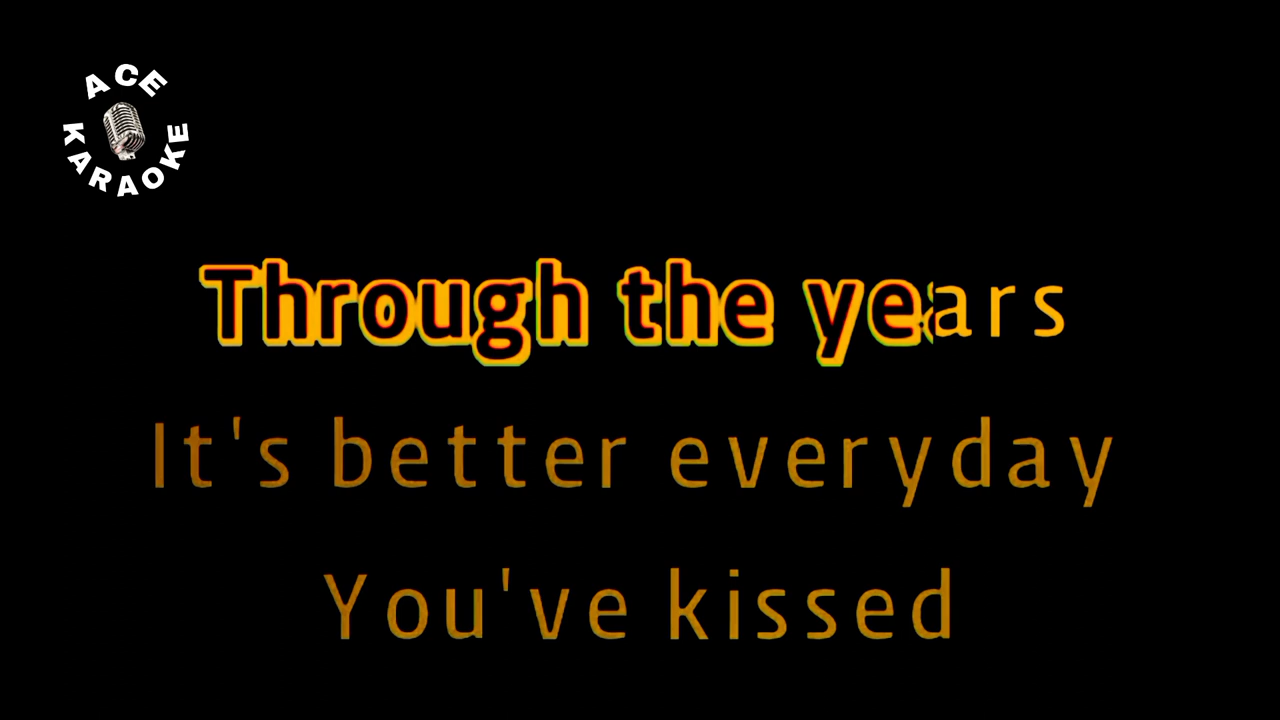 ACE
KARAOKE
Through the years
It's better everyday
You've kissed